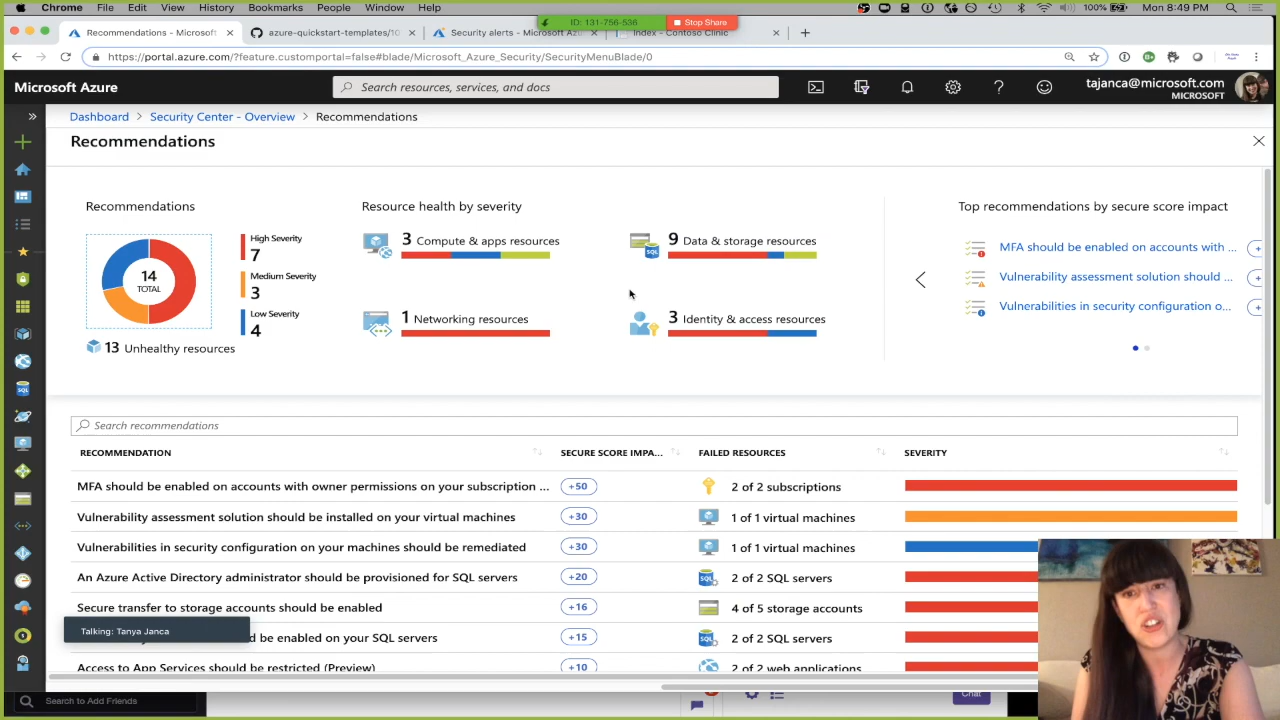 Chrome File Edit View History Bookmarks People Window Help
100% Mon 8:49 PM
ID: 131-756-536 Stop Share
Recommendations - Microsoft
azure-quickstart-templates/10
Security alerts - Microsoft Az
Index - Contoso Clinic
https://portal.azure.com/?feature.customportal=false#blade/Microsoft_Azure_Security/SecurityMenuBlade/0
Microsoft Azure
Search resources, services, and docs
tajanca@microsoft.com
MICROSOFT
Dashboard > Security Center - Overview > Recommendations
Recommendations
Recommendations
Resource health by severity
Top recommendations by secure score impact
14
TOTAL
High Severity
7
Medium Severity
3
Low Severity
4
13 Unhealthy resources
3 Compute & apps resources
9 Data & storage resources
1 Networking resources
3 Identity & access resources
MFA should be enabled on accounts with ...
Vulnerability assessment solution should ...
Vulnerabilities in security configuration o...
Search recommendations
RECOMMENDATION SECURE SCORE IMPA... FAILED RESOURCES SEVERITY
MFA should be enabled on accounts with owner permissions on your subscription ... +50 2 of 2 subscriptions
Vulnerability assessment solution should be installed on your virtual machines +30 1 of 1 virtual machines
Vulnerabilities in security configuration on your machines should be remediated +30 1 of 1 virtual machines
An Azure Active Directory administrator should be provisioned for SQL servers +20 2 of 2 SQL servers
Secure transfer to storage accounts should be enabled +16 4 of 5 storage accounts
Talking: Tanya Janca
be enabled on your SQL servers +15 2 of 2 SQL servers
Access to App Services should be restricted (Preview) +10 2 of 2 web applications
Search to Add Friends
Chat